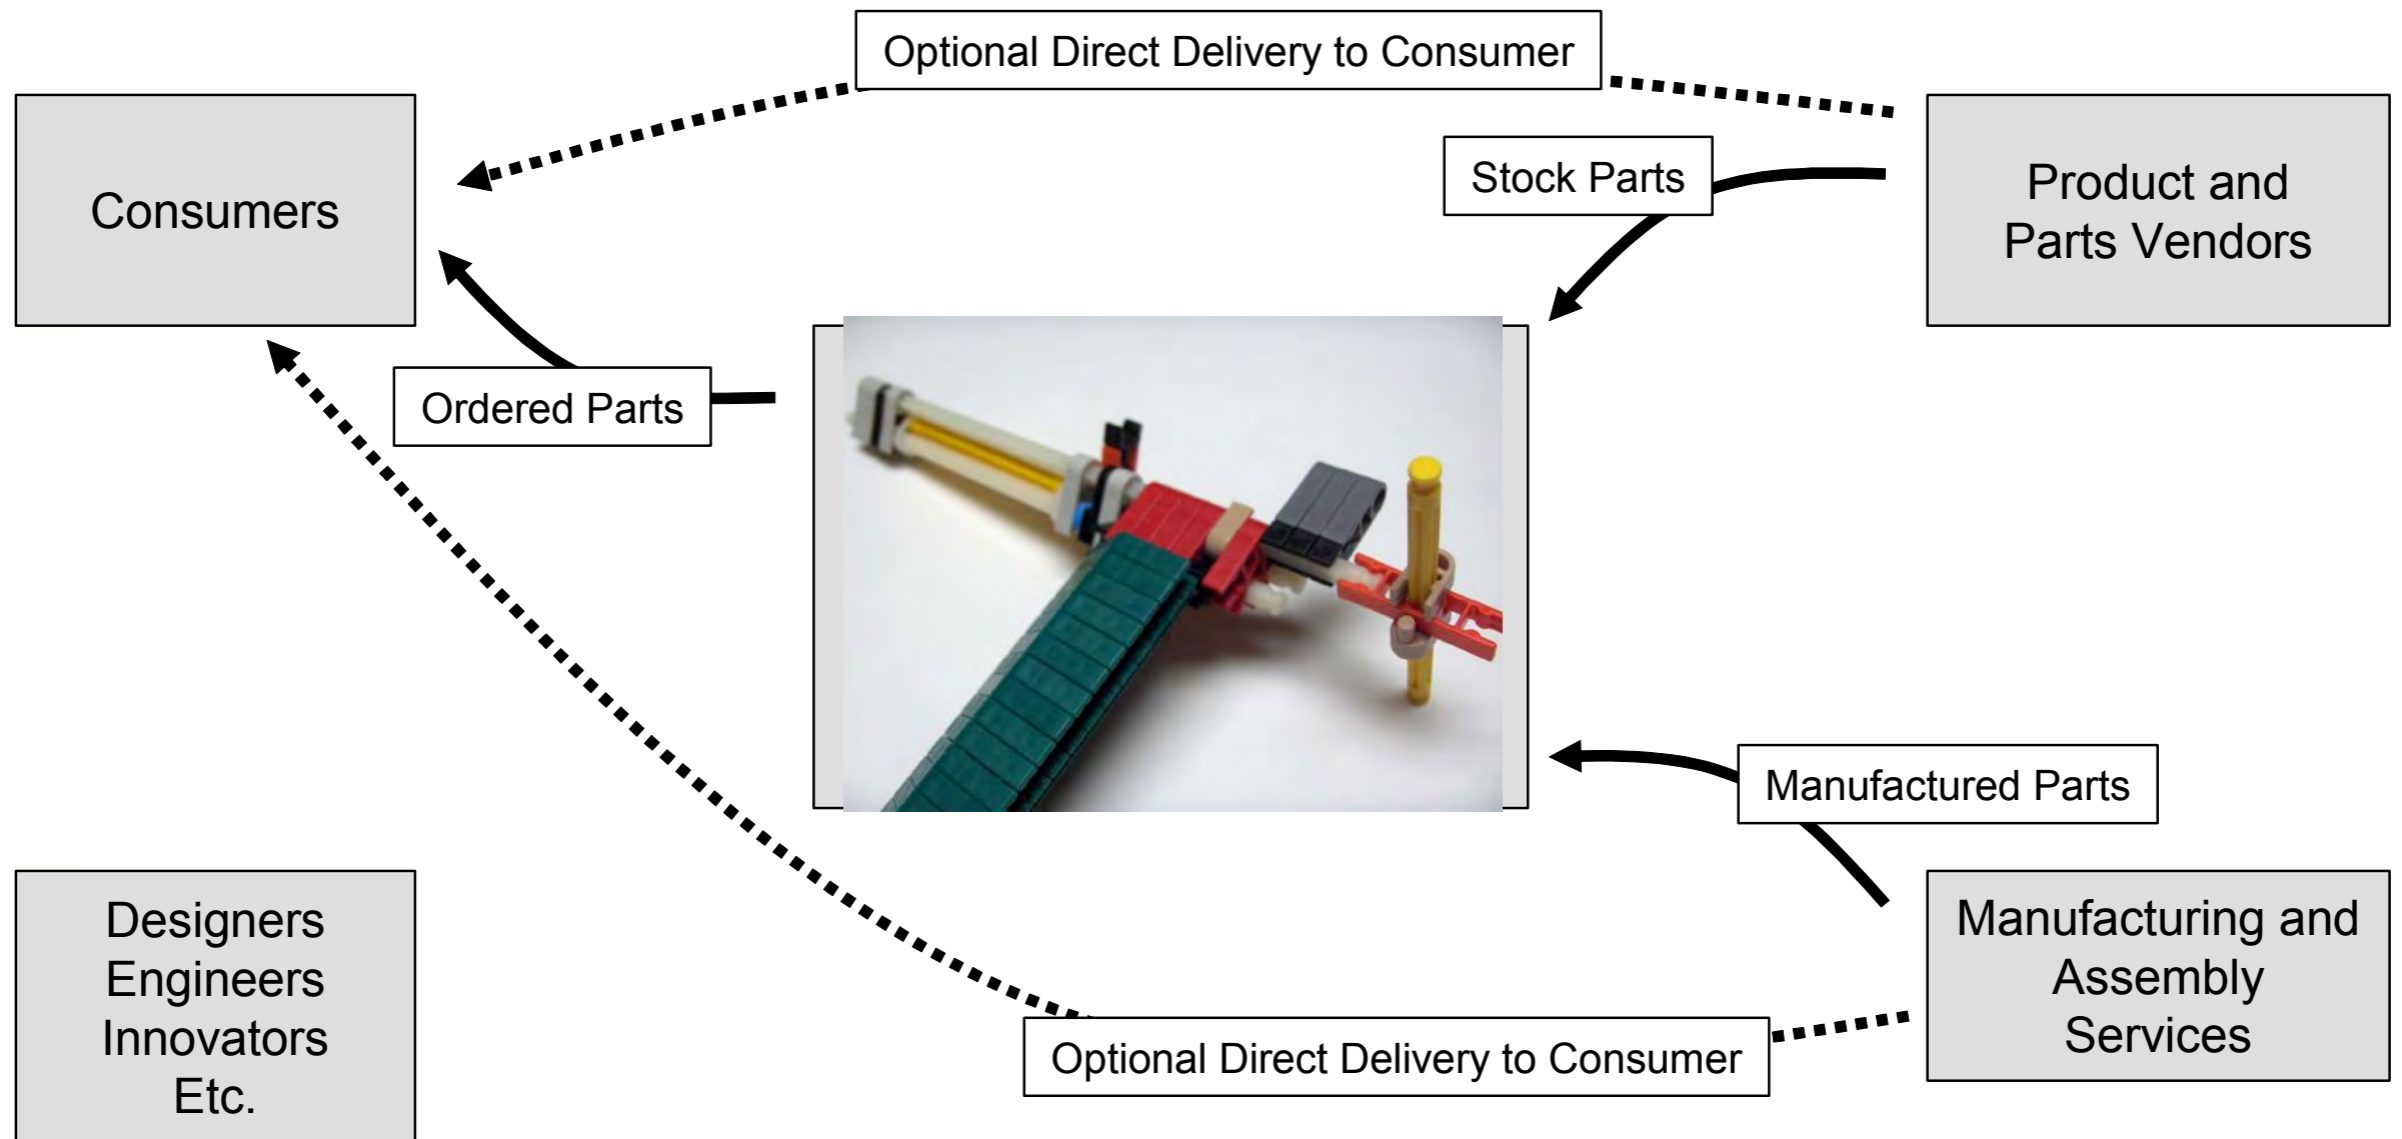 Optional Direct Delivery to Consumer
Consumers
Stock Parts
Product and
Parts Vendors
Ordered Parts
Manufactured Parts
Designers
Engineers
Innovators
Etc.
Manufacturing and
Assembly
Services
Optional Direct Delivery to Consumer